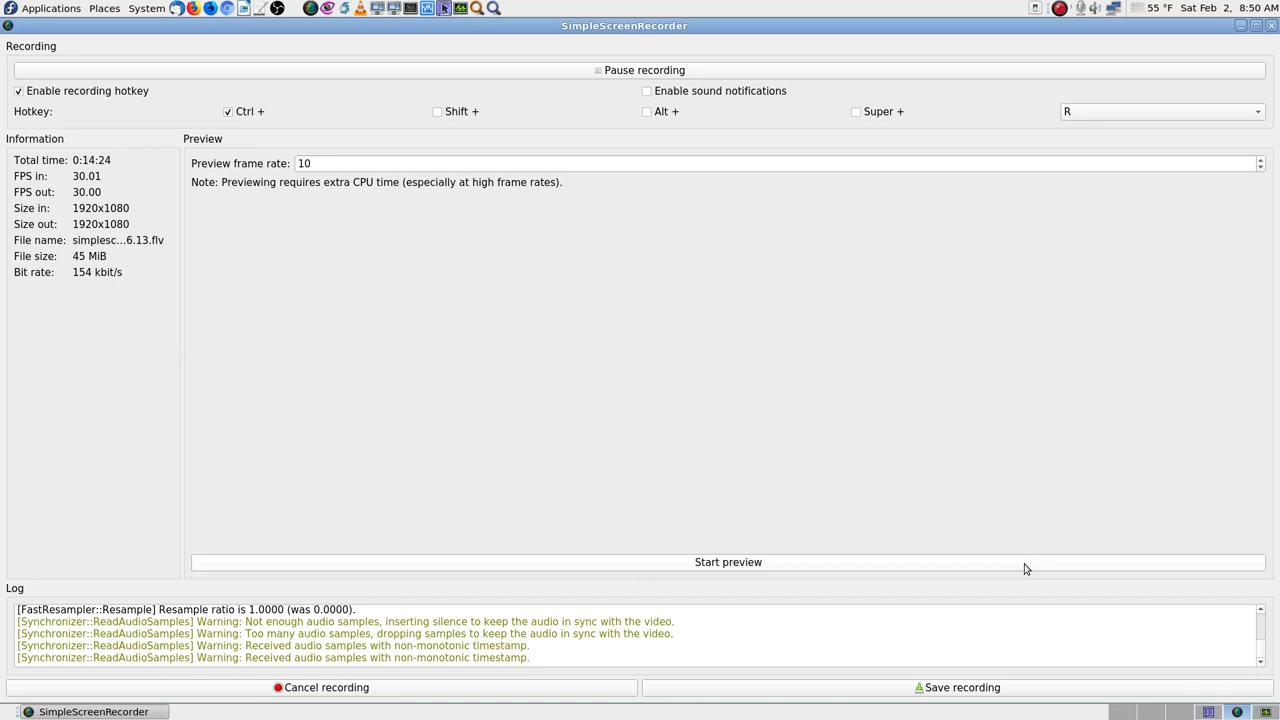 Applications Places System 55 °F Sat Feb 2, 8:50 AM
SimpleScreenRecorder
Recording
Pause recording
Enable recording hotkey Enable sound notifications
Hotkey: Ctrl + Shift + Alt + Super + R
Information Preview
Total time: 0:14:24
FPS in: 30.01
FPS out: 30.00
Size in: 1920x1080
Size out: 1920x1080
File name: simplesc...6.13.flv
File size: 45 MiB
Bit rate: 154 kbit/s
Preview frame rate: 10
Note: Previewing requires extra CPU time (especially at high frame rates).
Start preview
Log
[FastResampler::Resample] Resample ratio is 1.0000 (was 0.0000).
[Synchronizer::ReadAudioSamples] Warning: Not enough audio samples, inserting silence to keep the audio in sync with the video.
[Synchronizer::ReadAudioSamples] Warning: Too many audio samples, dropping samples to keep the audio in sync with the video.
[Synchronizer::ReadAudioSamples] Warning: Received audio samples with non-monotonic timestamp.
[Synchronizer::ReadAudioSamples] Warning: Received audio samples with non-monotonic timestamp.
Cancel recording Save recording
SimpleScreenRecorder